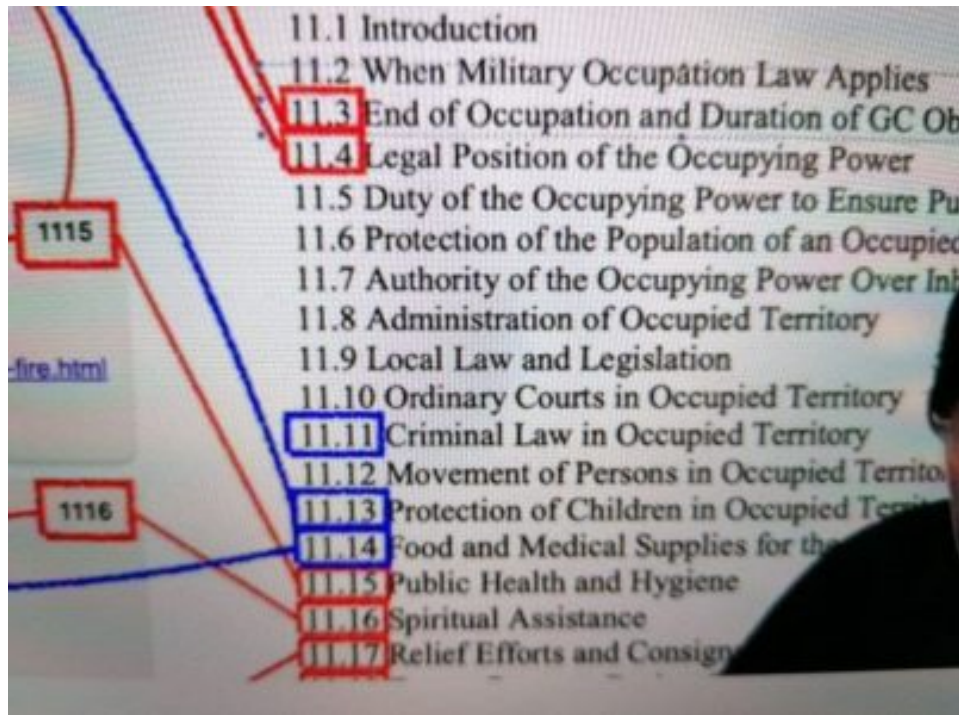 11.1 Introduction
11.2 When Military Occupation Law Applies
11.3 End of Occupation and Duration of GC Ob
11.4 Legal Position of the Occupying Power
11.5 Duty of the Occupying Power to Ensure Pu
1115
11.6 Protection of the Population of an Occupied
11.7 Authority of the Occupying Power Over Inh
11.8 Administration of Occupied Territory
-fire.html
11.9 Local Law and Legislation
11.10 Ordinary Courts in Occupied Territory
11.11 Criminal Law in Occupied Territory
11.12 Movement of Persons in Occupied Territo
1116
11.13 Protection of Children in Occupied Territ
11.14 Food and Medical Supplies for the
11.15 Public Health and Hygiene
11.16 Spiritual Assistance
11.17 Relief Efforts and Consign